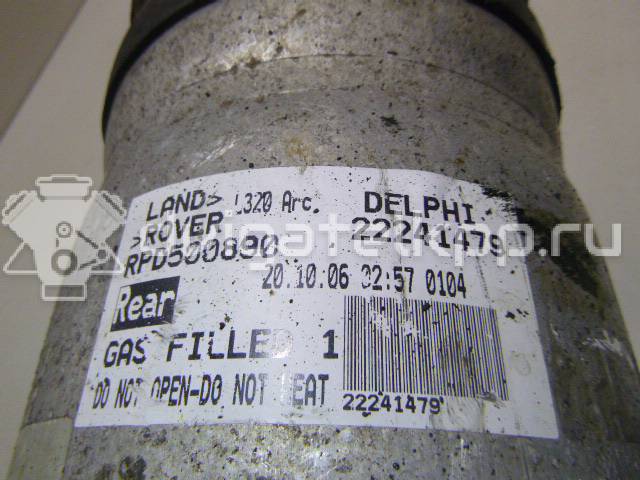 LAND> L320 Arc. DELPHI
>ROVER 22241479
RPD500890
20.10.06 02:57 0104
Rear
GAS FILLED 1
DO NOT OPEN-DO NOT HEAT
22241479